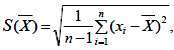 S(X̅) = √(1/(n−1) ∑_{i=1}^{n} (x_i − X̅)²),